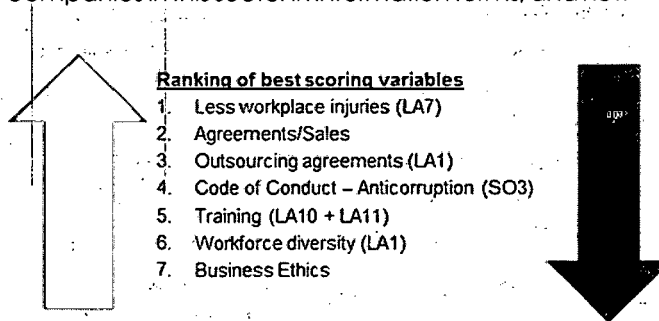 Ranking of best scoring variables
1. Less workplace injuries (LA7)
2. Agreements/Sales
3. Outsourcing agreements (LA1)
4. Code of Conduct – Anticorruption (SO3)
5. Training (LA10 + LA11)
6. Workforce diversity (LA1)
7. Business Ethics